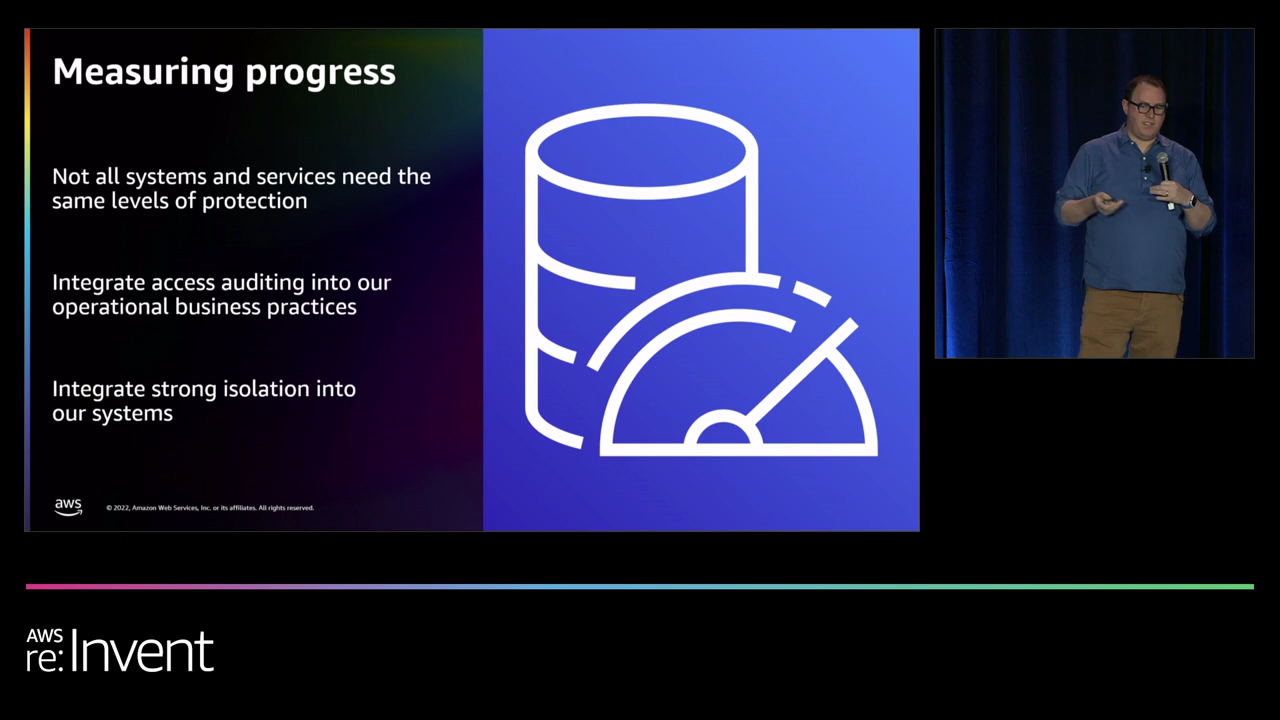 Measuring progress
Not all systems and services need the
same levels of protection
Integrate access auditing into our
operational business practices
Integrate strong isolation into
our systems
aws
© 2022, Amazon Web Services, Inc. or its affiliates. All rights reserved.
AWS
re:Invent